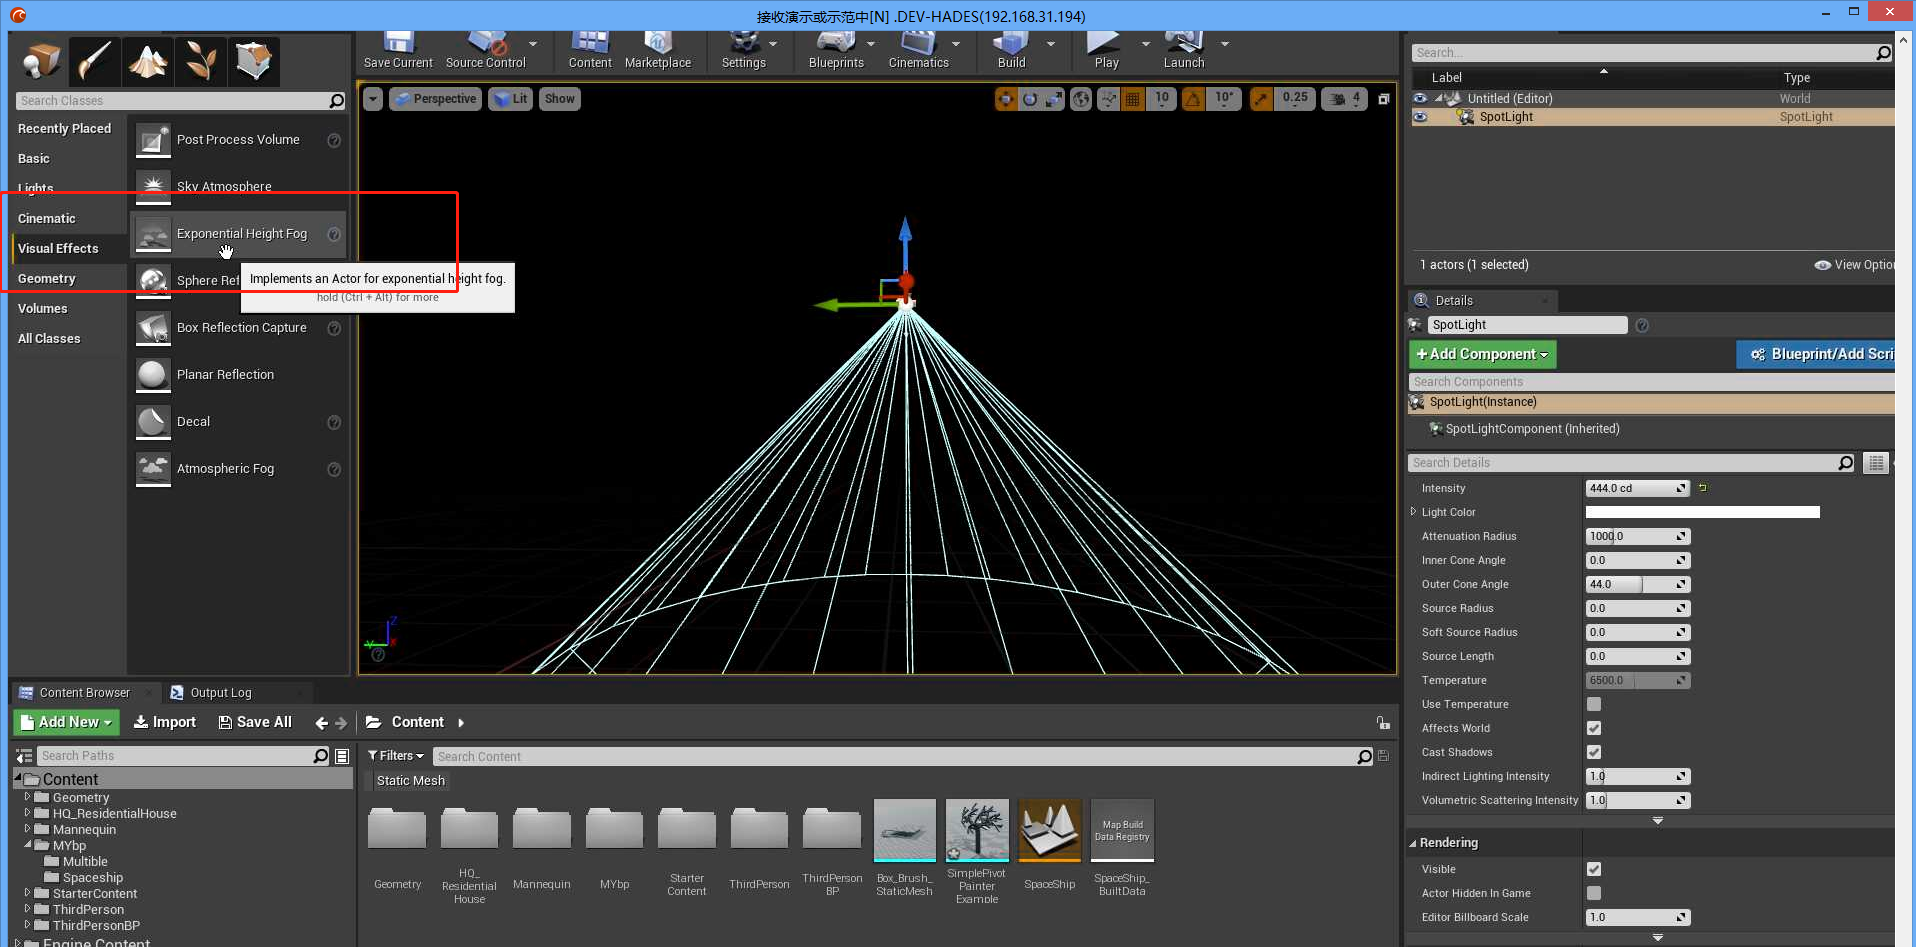 接收演示或示范中[N] .DEV-HADES(192.168.31.194)
Save Current
Source Control
Content
Marketplace
Settings
Blueprints
Cinematics
Build
Play
Launch
Search Classes
Recently Placed
Basic
Lights
Cinematic
Visual Effects
Geometry
Volumes
All Classes
Post Process Volume
Sky Atmosphere
Exponential Height Fog
Sphere Ref
Implements an Actor for exponential height fog.
hold (Ctrl + Alt) for more
Box Reflection Capture
Planar Reflection
Decal
Atmospheric Fog
Perspective
Lit
Show
10
10°
0.25
4
Z
Y
X
Search...
Label
Type
Untitled (Editor)
World
SpotLight
SpotLight
1 actors (1 selected)
View Option
Details
SpotLight
Add Component
Blueprint/Add Scri
Search Components
SpotLight(Instance)
SpotLightComponent (Inherited)
Search Details
Intensity
444.0 cd
Light Color
Attenuation Radius
1000.0
Inner Cone Angle
0.0
Outer Cone Angle
44.0
Source Radius
0.0
Soft Source Radius
0.0
Source Length
0.0
Temperature
6500.0
Use Temperature
Affects World
Cast Shadows
Indirect Lighting Intensity
1.0
Volumetric Scattering Intensity
1.0
Rendering
Visible
Actor Hidden In Game
Editor Billboard Scale
1.0
Content Browser
Output Log
Add New
Import
Save All
Content
Search Paths
Content
Geometry
HQ_ResidentialHouse
Mannequin
MYbp
Multible
Spaceship
StarterContent
ThirdPerson
ThirdPersonBP
Engine Content
Filters
Search Content
Static Mesh
Geometry
HQ_
Residential
House
Mannequin
MYbp
Starter
Content
ThirdPerson
ThirdPerson
BP
Box_Brush_
StaticMesh
SimplePivot
Painter
Example
SpaceShip
Map Build
Data Registry
SpaceShip_
BuiltData